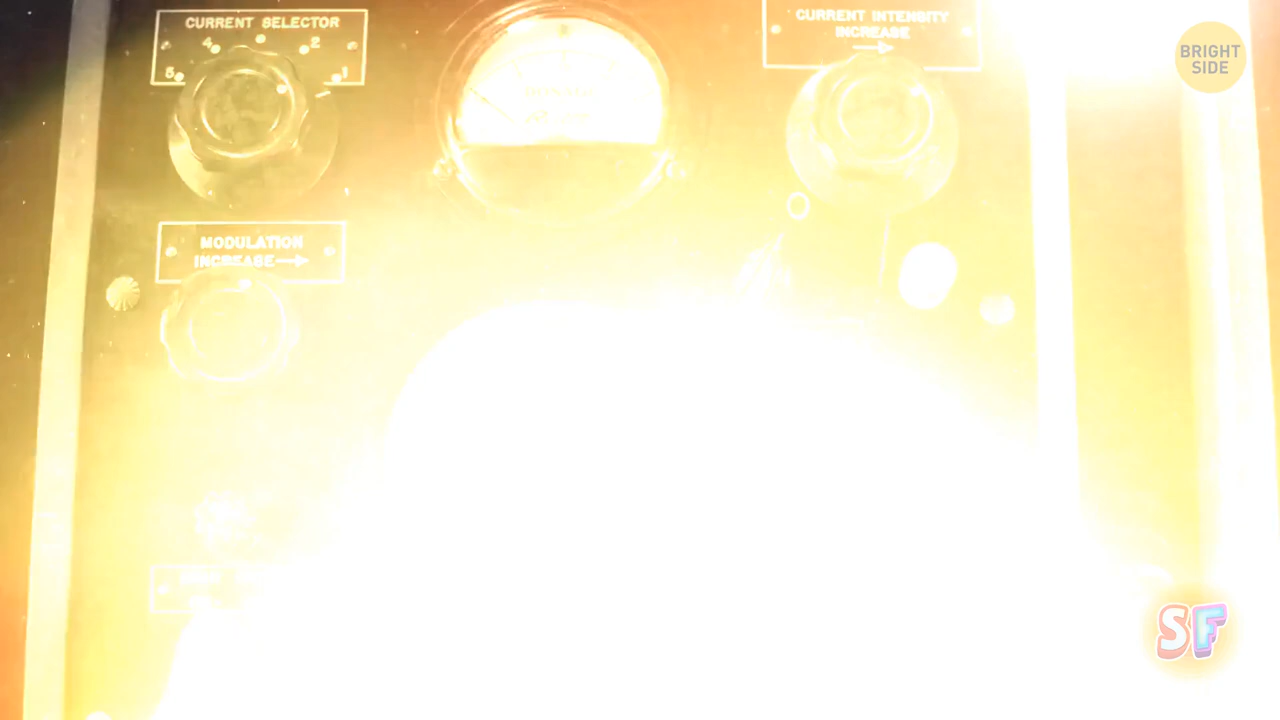 CURRENT SELECTOR
4
2
5
1
CURRENT INTENSITY
INCREASE
BRIGHT
SIDE
MODULATION
INCREASE
SF